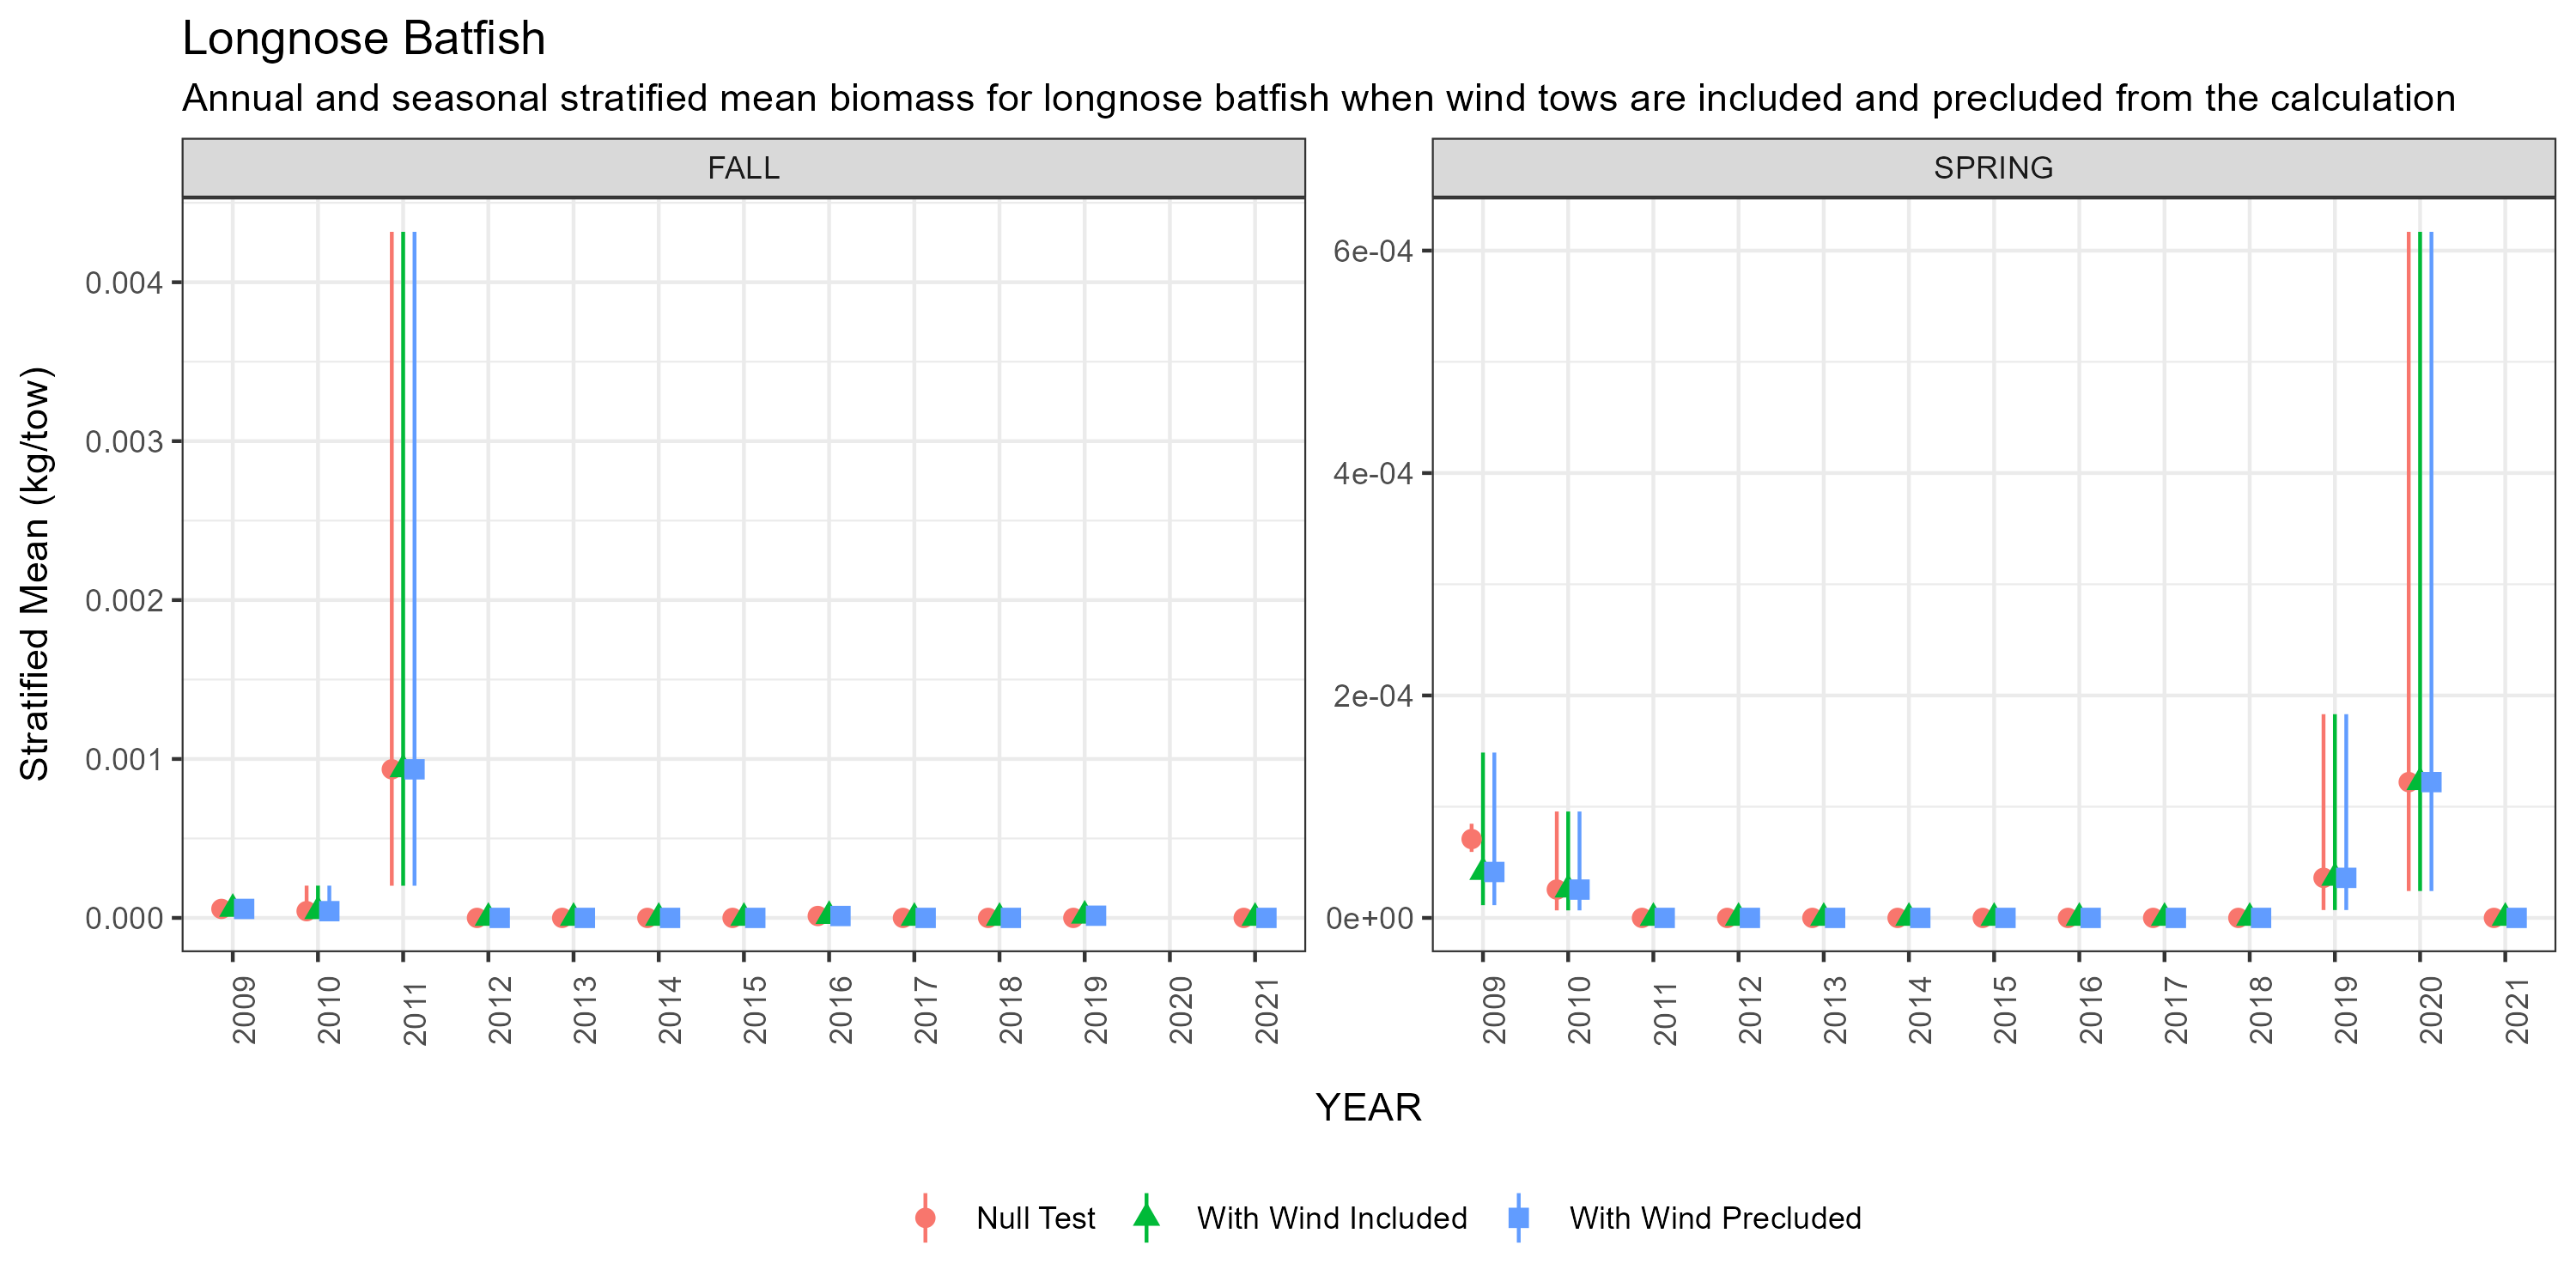 Longnose Batfish
Annual and seasonal stratified mean biomass for longnose batfish when wind tows are included and precluded from the calculation
FALL
SPRING
Stratified Mean (kg/tow)
0.004
0.003
0.002
0.001
0.000
6e-04
4e-04
2e-04
0e+00
2009 2010 2011 2012 2013 2014 2015 2016 2017 2018 2019 2020 2021
2009 2010 2011 2012 2013 2014 2015 2016 2017 2018 2019 2020 2021
YEAR
Null Test With Wind Included With Wind Precluded